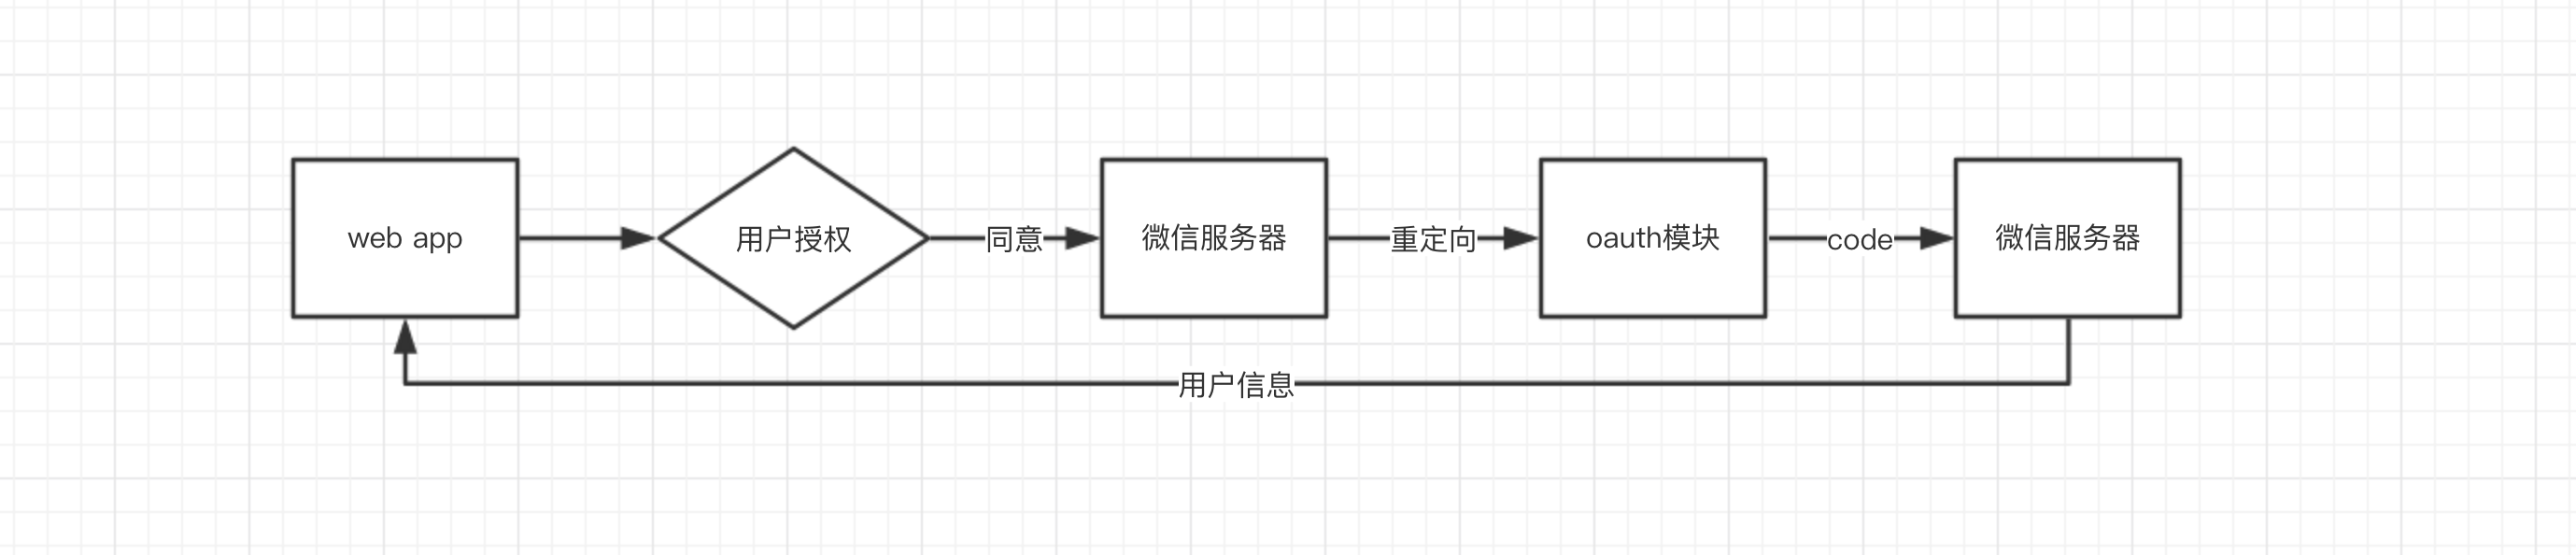 web app
用户授权
同意
微信服务器
重定向
oauth模块
code
微信服务器
用户信息